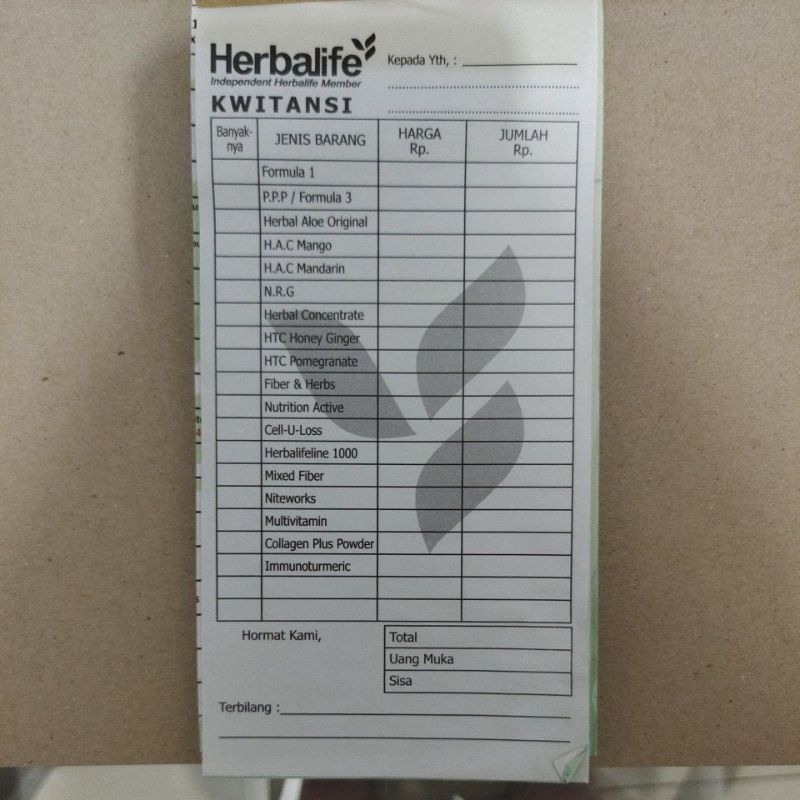 Herbalife
Independent Herbalife Member
KWITANSI
Kepada Yth, :
Banyak-nya JENIS BARANG HARGA Rp. JUMLAH Rp.
Formula 1
P.P.P / Formula 3
Herbal Aloe Original
H.A.C Mango
H.A.C Mandarin
N.R.G
Herbal Concentrate
HTC Honey Ginger
HTC Pomegranate
Fiber & Herbs
Nutrition Active
Cell-U-Loss
Herbalifeline 1000
Mixed Fiber
Niteworks
Multivitamin
Collagen Plus Powder
Immunoturmeric
Hormat Kami,
Total
Uang Muka
Sisa
Terbilang :